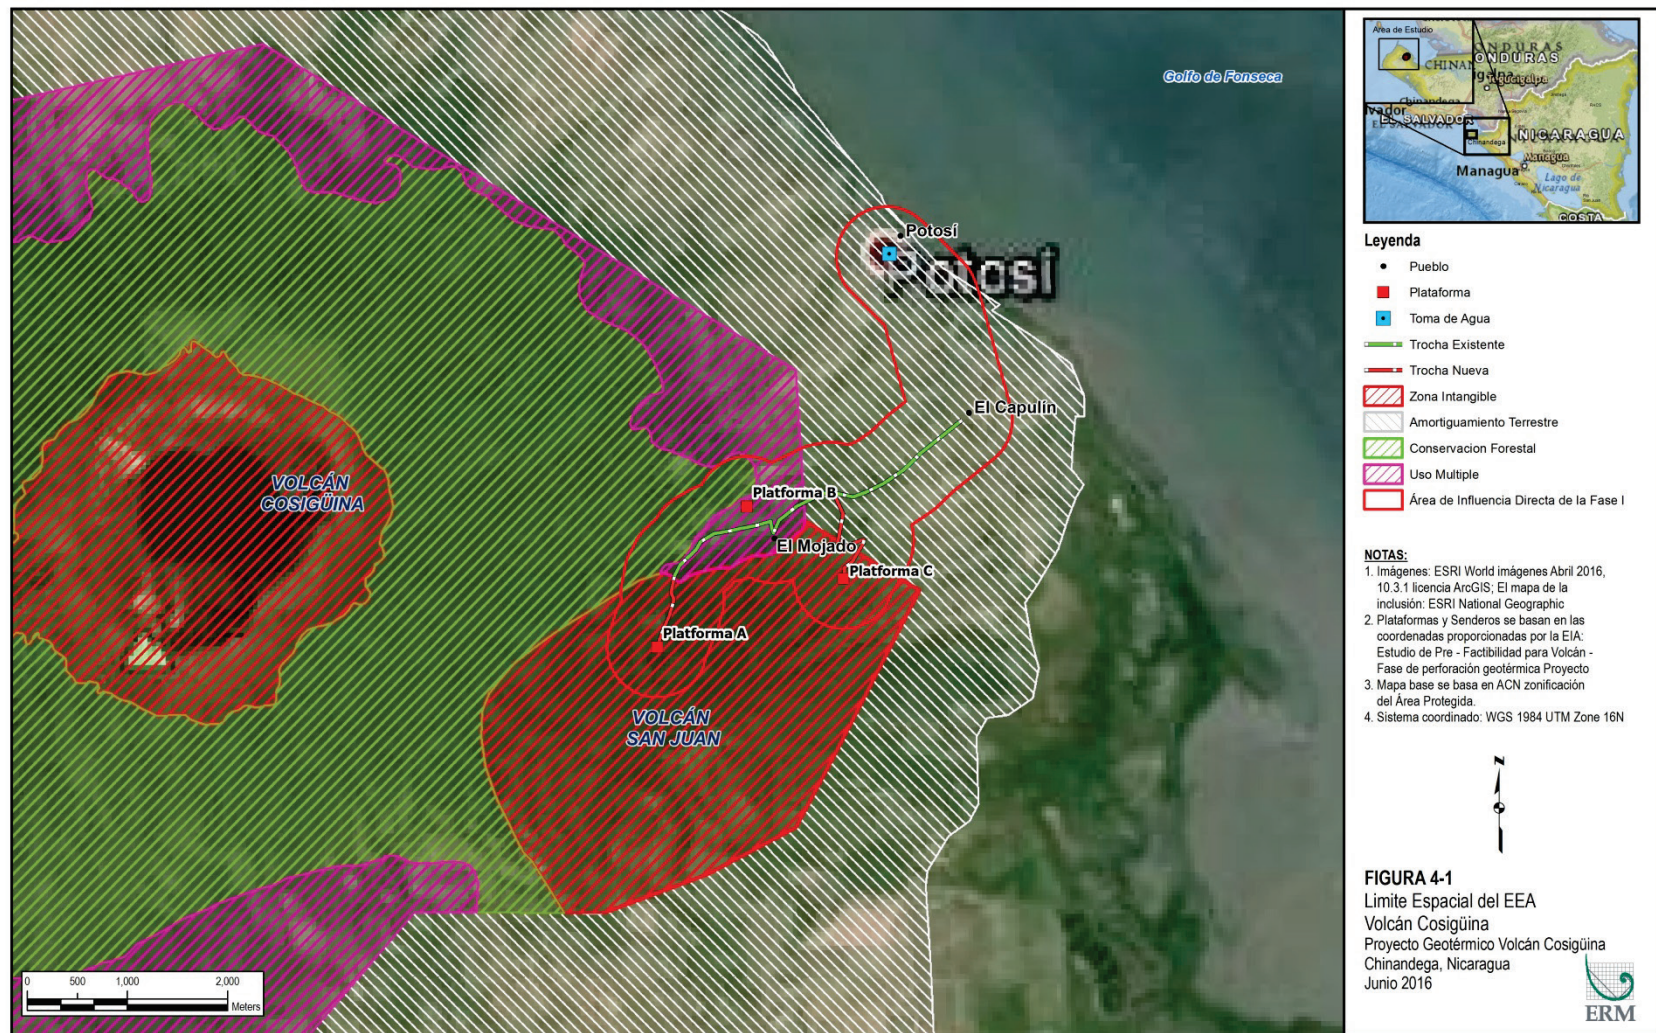 Golfo de Fonseca
Potosí
Potosí
El Capulín
VOLCÁN
COSIGÜINA
Platforma B
El Mojado
Platforma C
Platforma A
VOLCÁN
SAN JUAN
0 500 1,000 2,000
Meters
Área de Estudio
ONDURAS
ONDURAS
CHINAN
Tegucigalpa
Chinandega
EL SALVADOR
NICARAGUA
Chinandega
Managua
Managua
Lago de
Nicaragua
COSTA
Leyenda
Pueblo
Plataforma
Toma de Agua
Trocha Existente
Trocha Nueva
Zona Intangible
Amortiguamiento Terrestre
Conservacion Forestal
Uso Multiple
Área de Influencia Directa de la Fase I
NOTAS:
1. Imágenes: ESRI World imágenes Abril 2016,
10.3.1 licencia ArcGIS; El mapa de la
inclusión: ESRI National Geographic
2. Plataformas y Senderos se basan en las
coordenadas proporcionadas por la EIA:
Estudio de Pre - Factibilidad para Volcán -
Fase de perforación geotérmica Proyecto
3. Mapa base se basa en ACN zonificación
del Área Protegida.
4. Sistema coordinado: WGS 1984 UTM Zone 16N
N
FIGURA 4-1
Limite Espacial del EEA
Volcán Cosigüina
Proyecto Geotérmico Volcán Cosigüina
Chinandega, Nicaragua
Junio 2016
ERM